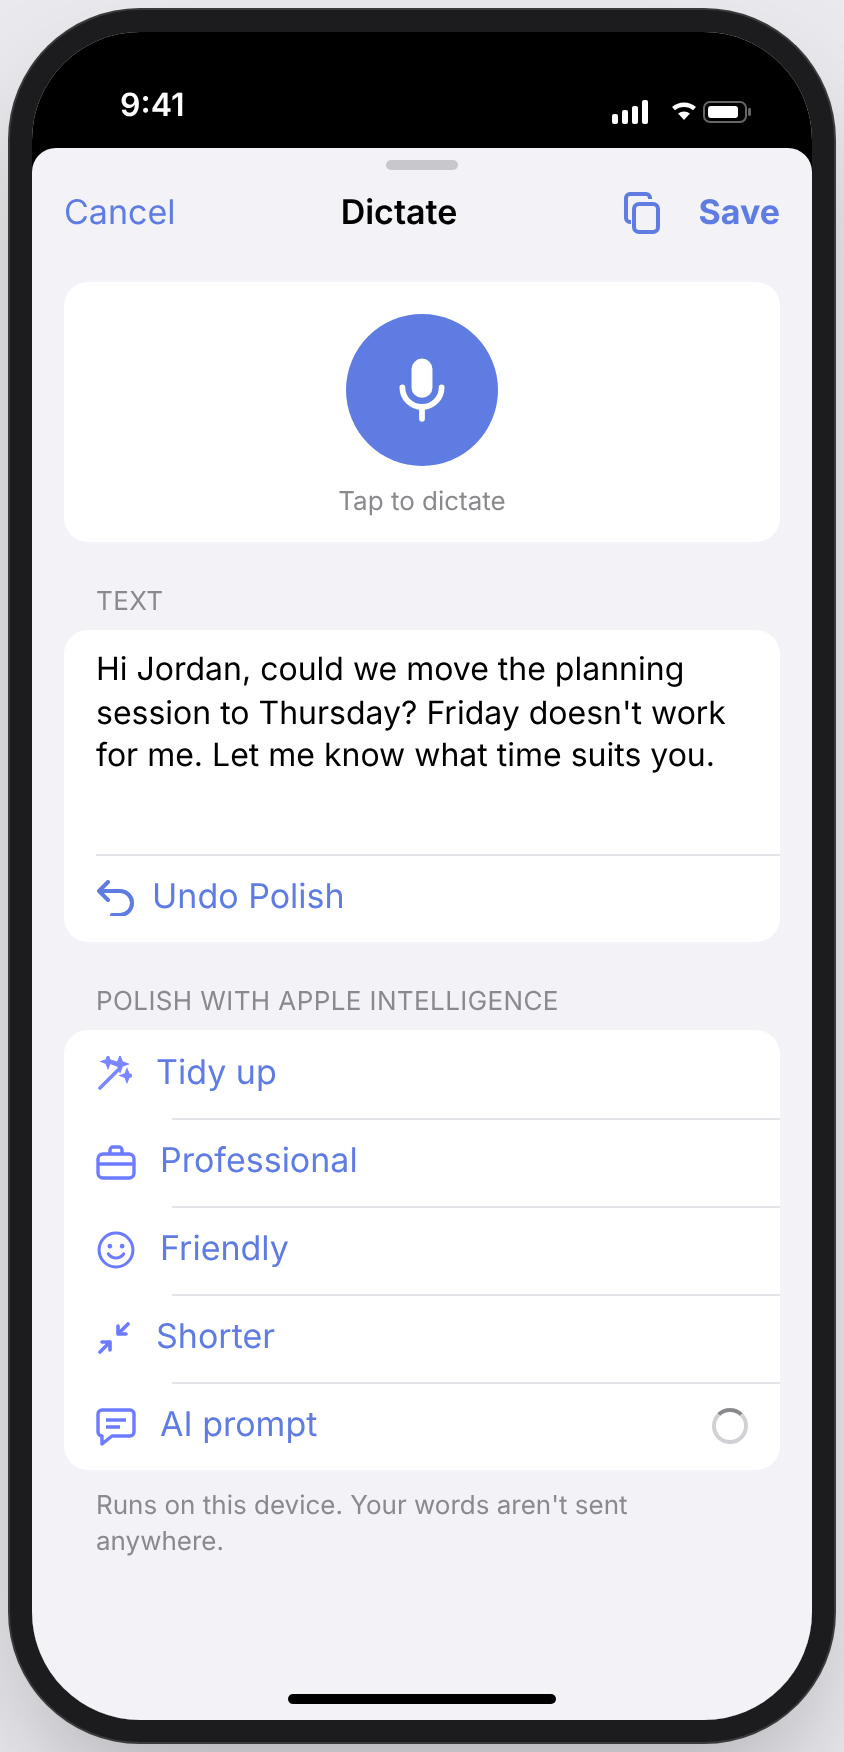 9:41
Cancel
Dictate
Save
Tap to dictate
TEXT
Hi Jordan, could we move the planning
session to Thursday? Friday doesn't work
for me. Let me know what time suits you.
Undo Polish
POLISH WITH APPLE INTELLIGENCE
Tidy up
Professional
Friendly
Shorter
AI prompt
Runs on this device. Your words aren't sent
anywhere.